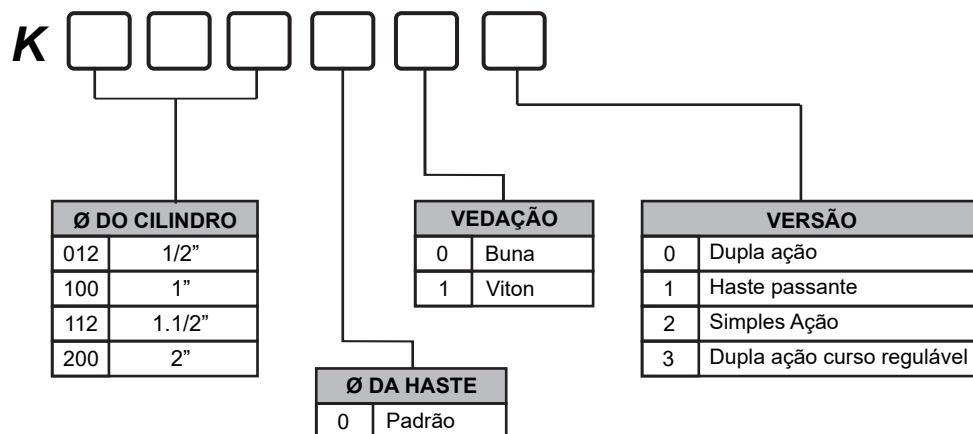 K
Ø DO CILINDRO
012 1/2”
100 1”
112 1.1/2”
200 2”
Ø DA HASTE
0 Padrão
VEDAÇÃO
0 Buna
1 Viton
VERSÃO
0 Dupla ação
1 Haste passante
2 Simples Ação
3 Dupla ação curso regulável